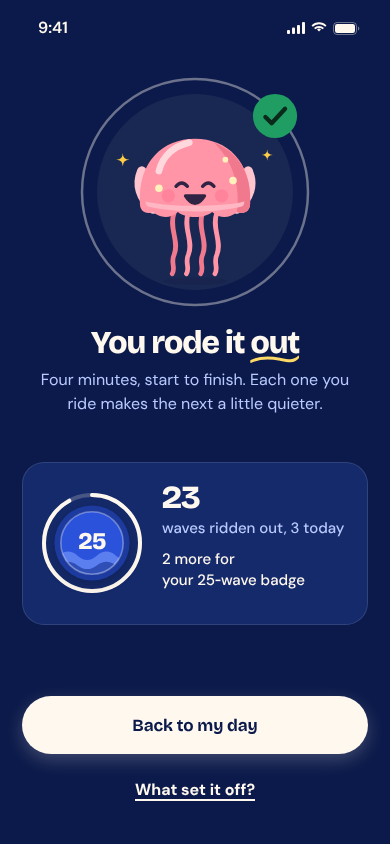 9:41
You rode it out
Four minutes, start to finish. Each one you
ride makes the next a little quieter.
25
23
waves ridden out, 3 today
2 more for
your 25-wave badge
Back to my day
What set it off?